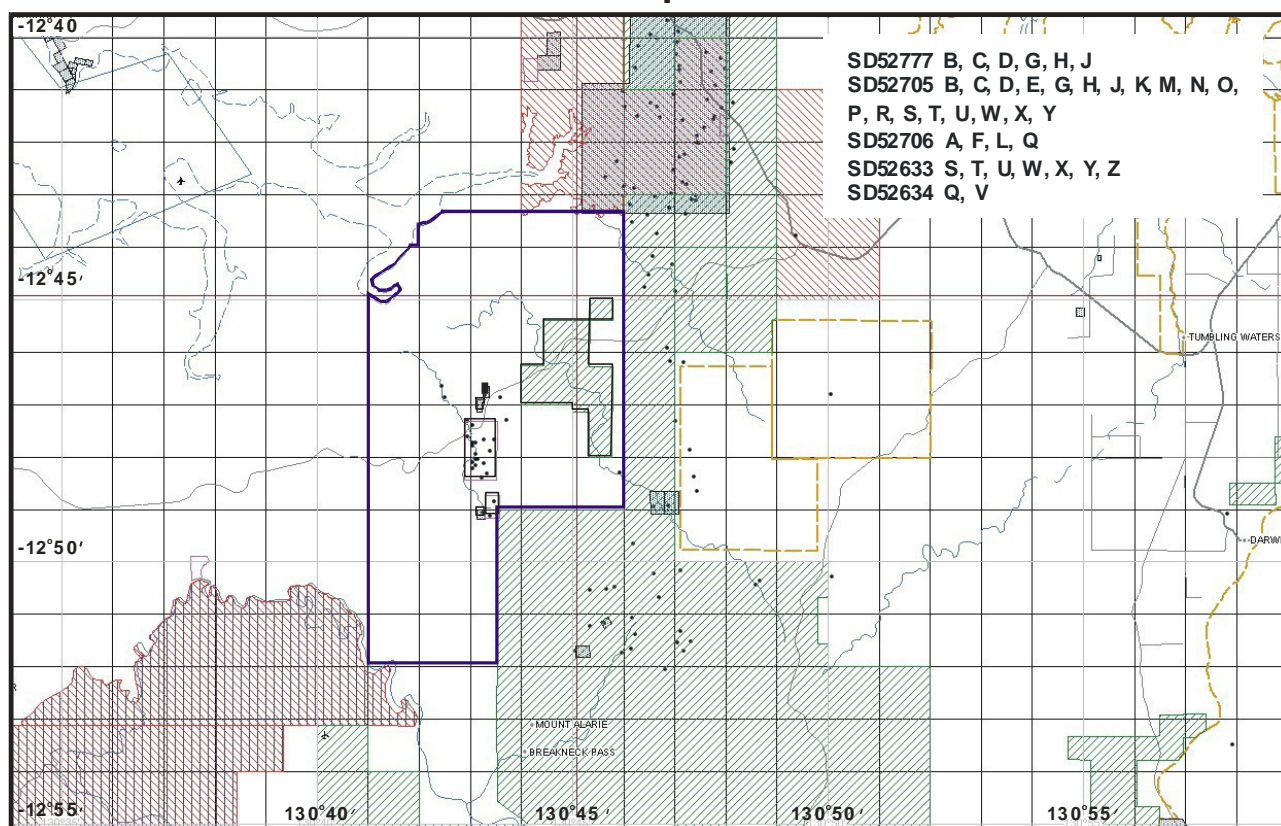 -12°40
SD52777 B, C, D, G, H, J
SD52705 B, C, D, E, G, H, J, K, M, N, O,
P, R, S, T, U, W, X, Y
SD52706 A, F, L, Q
SD52633 S, T, U, W, X, Y, Z
SD52634 Q, V
-12°45'
TUMBLING WATERS
-12°50'
DARWI
MOUNT ALARIE
BREAKNECK PASS
-12°55'
130°40'
130°45'
130°50'
130°55'